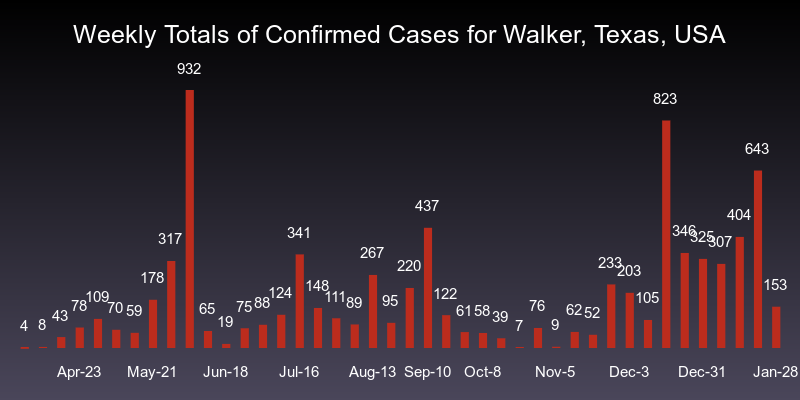 Weekly Totals of Confirmed Cases for Walker, Texas, USA
4 8 43 78 109 70 59 178 317 932 65 19 75 88 124 341 148 111 89 267 95 220 437 122 61 58 39 7 76 9 62 52 233 203 105 823 346 325 307 404 643 153
Apr-23 May-21 Jun-18 Jul-16 Aug-13 Sep-10 Oct-8 Nov-5 Dec-3 Dec-31 Jan-28